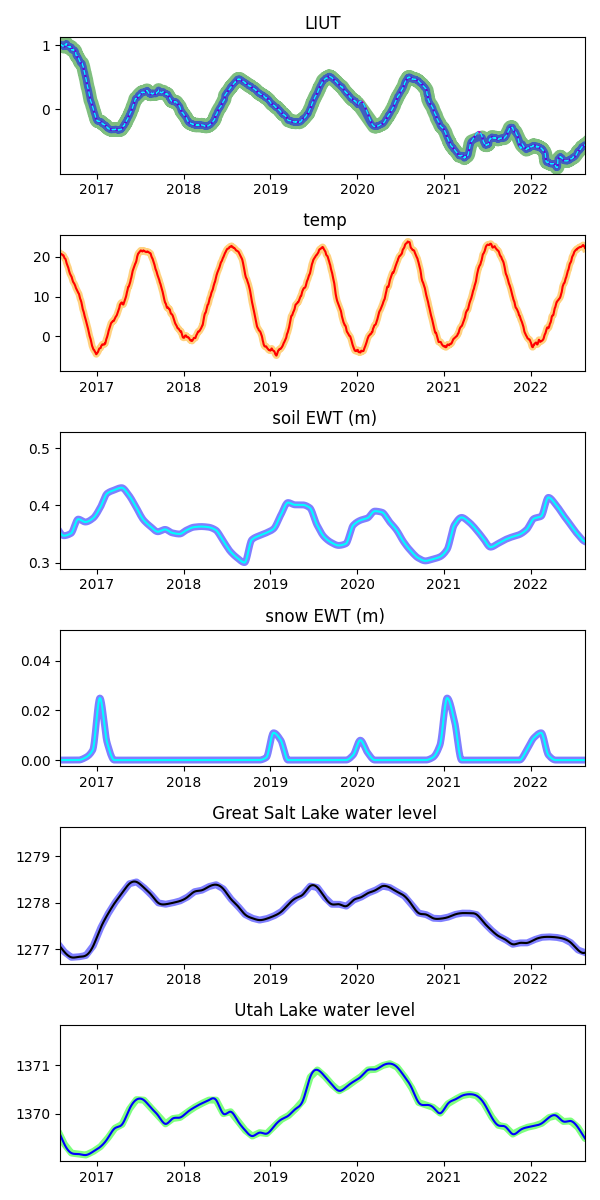 LIUT
1
0
2017 2018 2019 2020 2021 2022
temp
20
10
0
2017 2018 2019 2020 2021 2022
soil EWT (m)
0.5
0.4
0.3
2017 2018 2019 2020 2021 2022
snow EWT (m)
0.04
0.02
0.00
2017 2018 2019 2020 2021 2022
Great Salt Lake water level
1279
1278
1277
2017 2018 2019 2020 2021 2022
Utah Lake water level
1371
1370
2017 2018 2019 2020 2021 2022